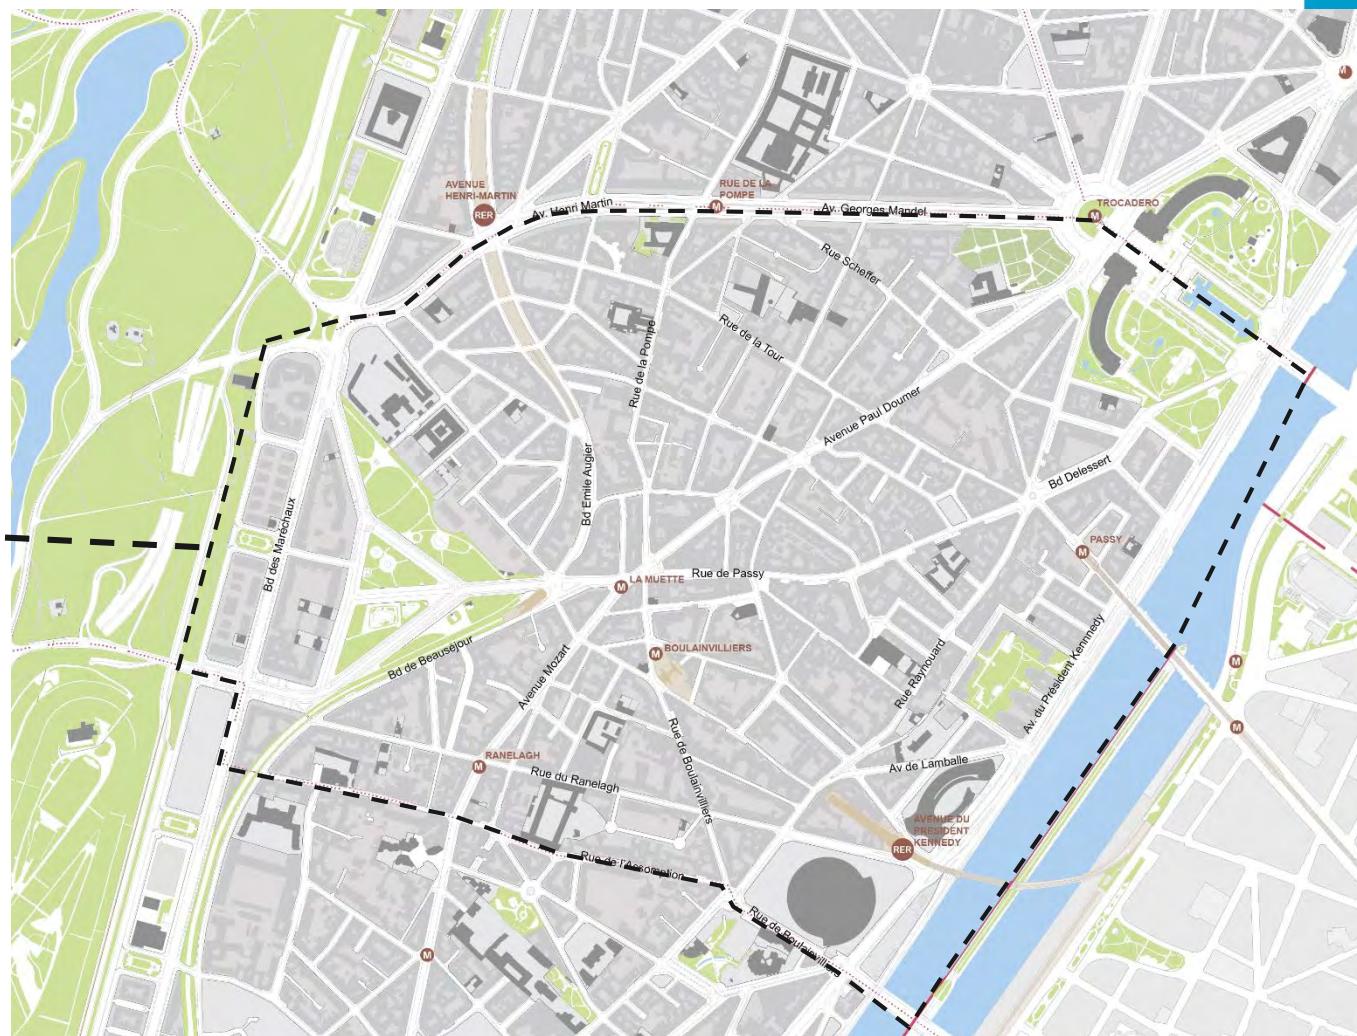 AVENUE
HENRI-MARTIN
RER
Av. Henri Martin
RUE DE LA
POMPE
M
Av. Georges Mandel
M
TROCADERO
M
Rue Scheffer
Rue de la Tour
Rue de la Pompe
Avenue Paul Doumer
Bd Delessert
Bd Emile Augier
Bd des Maréchaux
M
PASSY
M
LA MUETTE
Rue de Passy
M
BOULAINVILLIERS
Bd de Beauséjour
Avenue Mozart
Rue Raynouard
Av. du Président Kennnedy
M
M
RANELAGH
M
Rue du Ranelagh
Rue de Boulainvilliers
Av de Lamballe
AVENUE DU
PRÉSIDENT
KENNEDY
RER
Rue de l'Assomption
Rue de Boulainvilliers
M